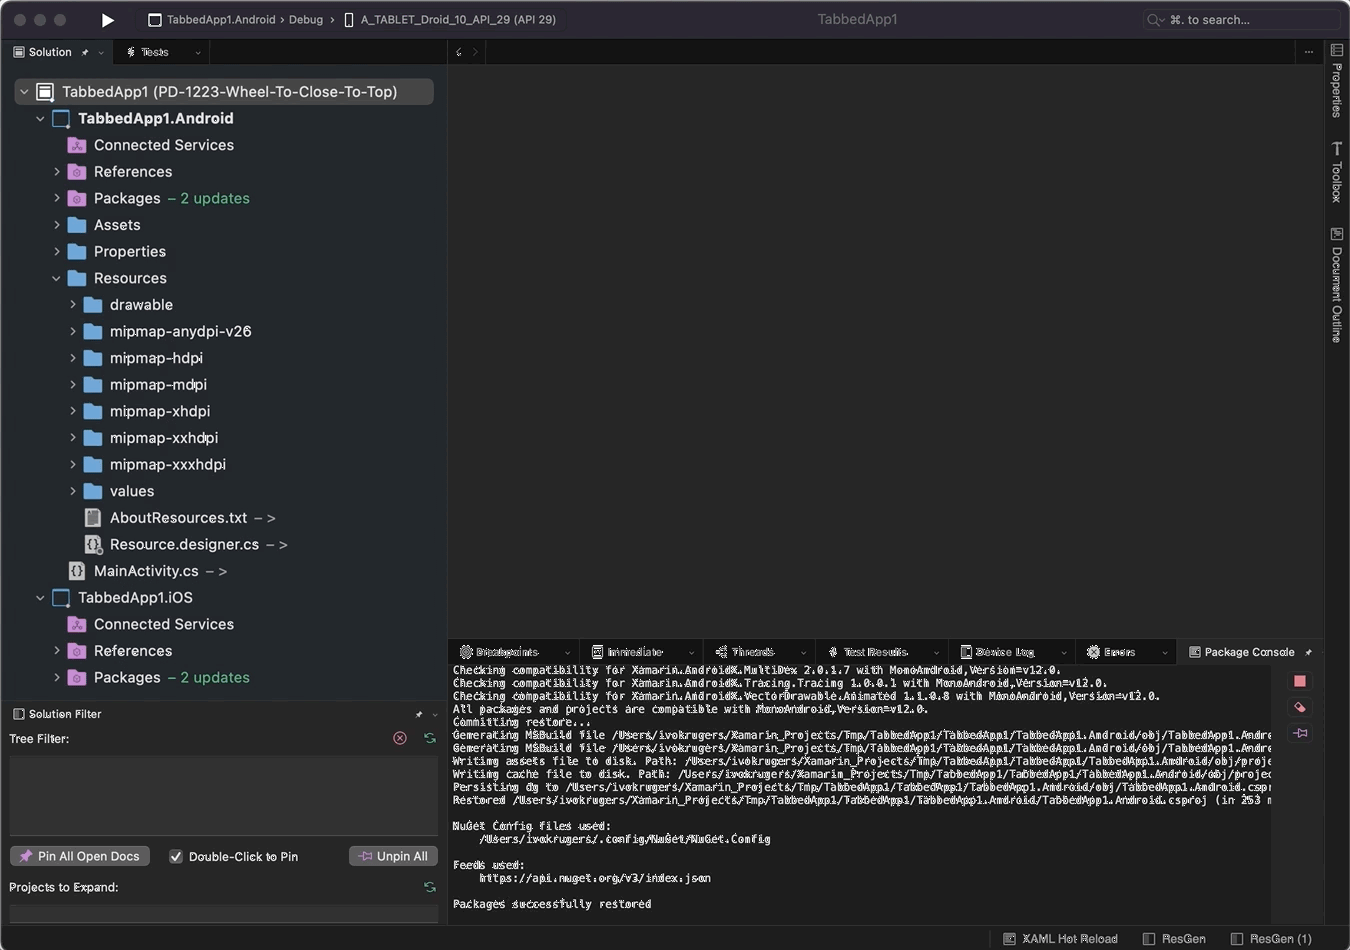 TabbedApp1.Android › Debug › A_TABLET_Droid_10_API_29 (API 29)
TabbedApp1
⌘. to search...
Solution
Tests
TabbedApp1 (PD-1223-Wheel-To-Close-To-Top)
TabbedApp1.Android
Connected Services
References
Packages – 2 updates
Assets
Properties
Resources
drawable
mipmap-anydpi-v26
mipmap-hdpi
mipmap-mdpi
mipmap-xhdpi
mipmap-xxhdpi
mipmap-xxxhdpi
values
AboutResources.txt – >
Resource.designer.cs – >
MainActivity.cs – >
TabbedApp1.iOS
Connected Services
References
Packages – 2 updates
Solution Filter
Tree Filter:
Pin All Open Docs
Double-Click to Pin
Unpin All
Projects to Expand:
Breakpoints
Immediate
Threads
Test Results
Device Log
Errors
Package Console
Checking compatibility for Xamarin.AndroidX.MultiDex 2.0.1.7 with MonoAndroid,Version=v12.0.
Checking compatibility for Xamarin.AndroidX.Tracing.Tracing 1.0.0.1 with MonoAndroid,Version=v12.0.
Checking compatibility for Xamarin.AndroidX.VectorDrawable.Animated 1.1.0.8 with MonoAndroid,Version=v12.0.
All packages and projects are compatible with MonoAndroid,Version=v12.0.
Committing restore...
Generating MSBuild file /Users/ivokrugers/Xamarin_Projects/Tmp/TabbedApp1/TabbedApp1/TabbedApp1.Android/obj/TabbedApp1.Andre
Generating MSBuild file /Users/ivokrugers/Xamarin_Projects/Tmp/TabbedApp1/TabbedApp1/TabbedApp1.Android/obj/TabbedApp1.Andre
Writing assets file to disk. Path: /Users/ivokrugers/Xamarin_Projects/Tmp/TabbedApp1/TabbedApp1/TabbedApp1.Android/obj/proje
Writing cache file to disk. Path: /Users/ivokrugers/Xamarin_Projects/Tmp/TabbedApp1/TabbedApp1/TabbedApp1.Android/obj/projec
Persisting dg to /Users/ivokrugers/Xamarin_Projects/Tmp/TabbedApp1/TabbedApp1/TabbedApp1.Android/obj/TabbedApp1.Android.cspr
Restored /Users/ivokrugers/Xamarin_Projects/Tmp/TabbedApp1/TabbedApp1/TabbedApp1.Android/TabbedApp1.Android.csproj (in 253 m
NuGet Config files used:
/Users/ivokrugers/.config/NuGet/NuGet.Config
Feeds used:
https://api.nuget.org/v3/index.json
Packages successfully restored
Properties
Toolbox
Document Outline
XAML Hot Reload
ResGen
ResGen (1)